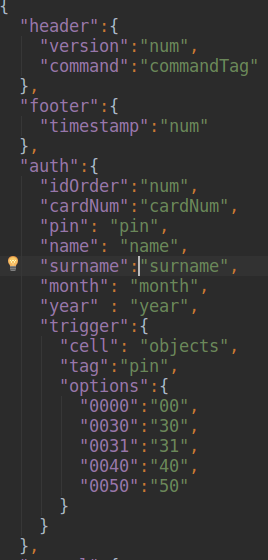 {
"header":{
"version":"num",
"command":"commandTag"
},
"footer":{
"timestamp":"num"
},
"auth":{
"idOrder":"num",
"cardNum":"cardNum",
"pin": "pin",
"name": "name",
"surname":"surname",
"month": "month",
"year" : "year",
"trigger":{
"cell": "objects",
"tag":"pin",
"options":{
"0000":"00",
"0030":"30",
"0031":"31",
"0040":"40",
"0050":"50"
}
}
},